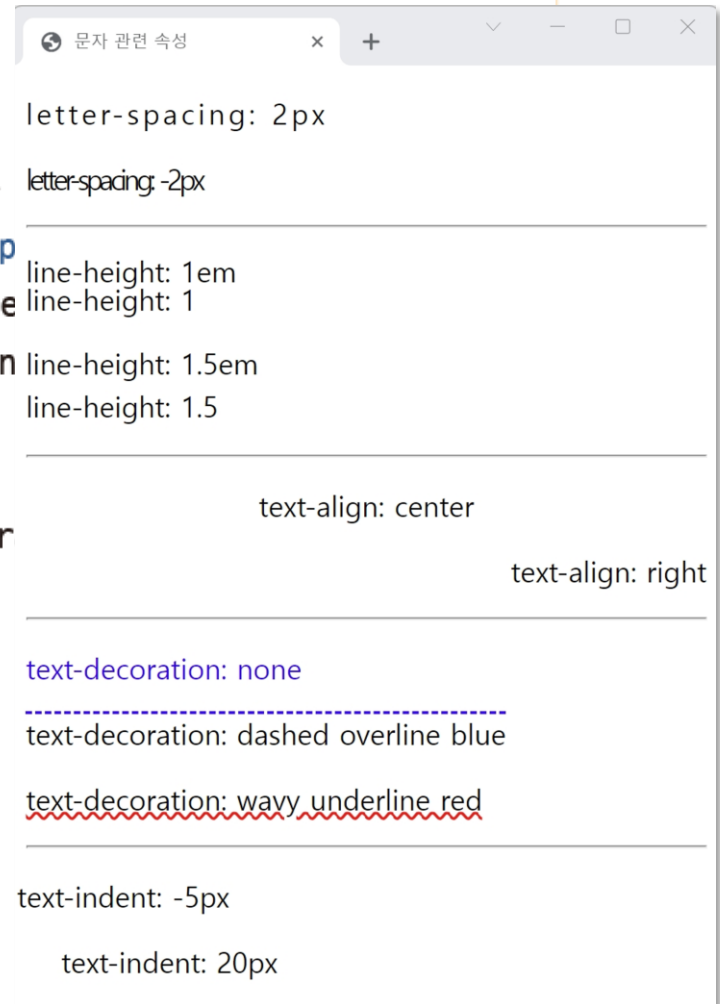 문자 관련 속성
letter-spacing: 2px
letter-spacing: -2px
p
line-height: 1em
e line-height: 1
n line-height: 1.5em
line-height: 1.5
text-align: center
r
text-align: right
text-decoration: none
text-decoration: dashed overline blue
text-decoration: wavy underline red
text-indent: -5px
text-indent: 20px